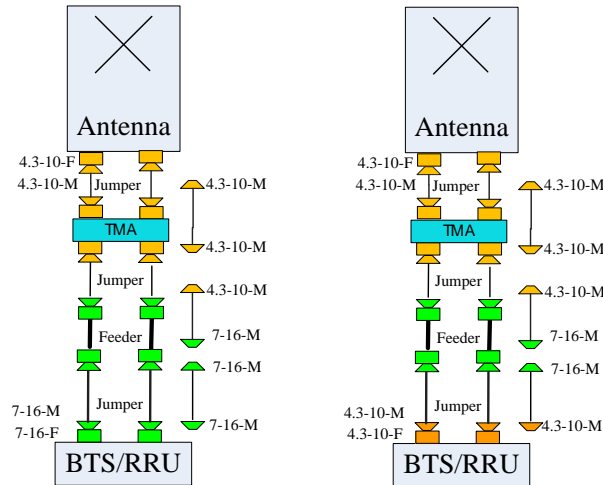 Antenna
4.3-10-F
4.3-10-M
Jumper
4.3-10-M
TMA
4.3-10-M
Jumper
4.3-10-M
Feeder
7-16-M
7-16-M
Jumper
7-16-M
7-16-F
7-16-M
BTS/RRU
Antenna
4.3-10-F
4.3-10-M
Jumper
4.3-10-M
TMA
4.3-10-M
Jumper
4.3-10-M
Feeder
7-16-M
7-16-M
Jumper
4.3-10-M
4.3-10-F
4.3-10-M
BTS/RRU